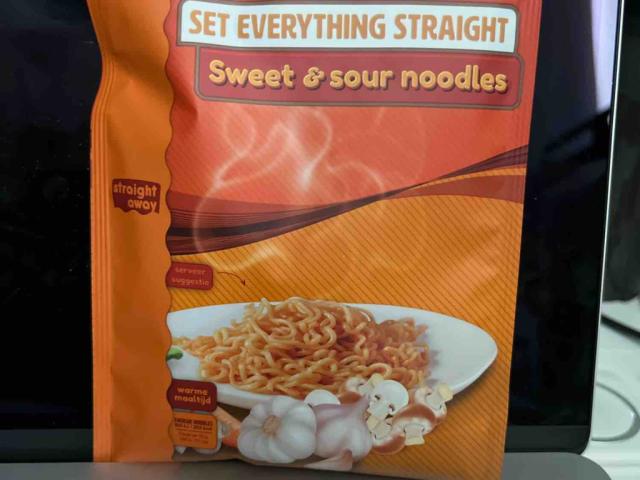 SET EVERYTHING STRAIGHT
Sweet & sour noodles
straight
away
serveer
suggestie
warme
maaltijd